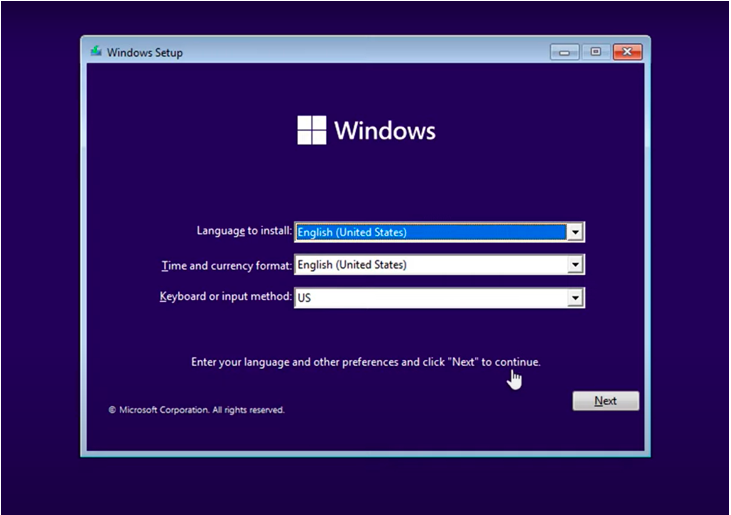 Windows Setup
Windows
Language to install: English (United States)
Time and currency format: English (United States)
Keyboard or input method: US
Enter your language and other preferences and click "Next" to continue.
Next
© Microsoft Corporation. All rights reserved.